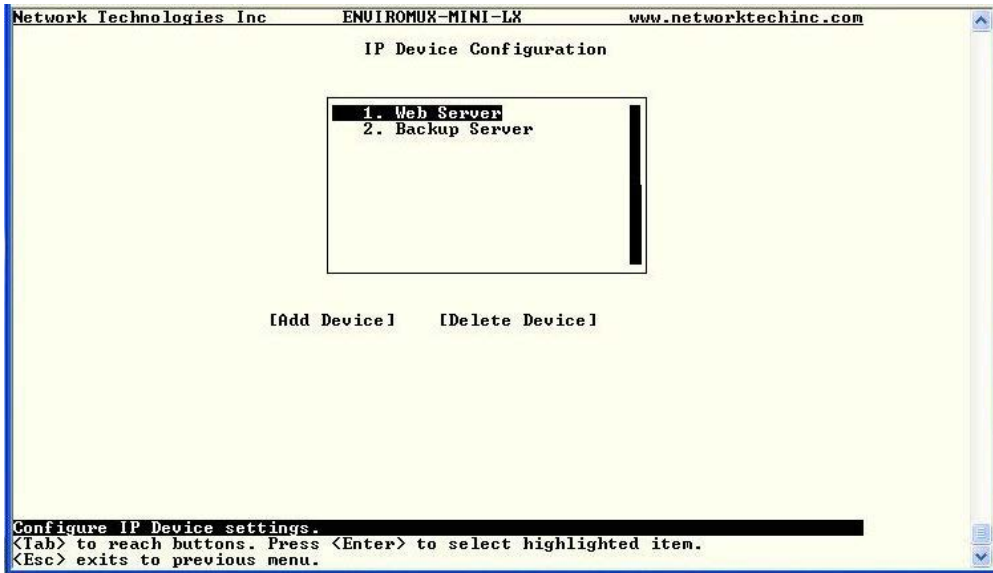 Network Technologies Inc ENVIROMUX-MINI-LX www.networktechinc.com
IP Device Configuration
1. Web Server
2. Backup Server
[Add Device] [Delete Device]
Configure IP Device settings.
<Tab> to reach buttons. Press <Enter> to select highlighted item.
<Esc> exits to previous menu.